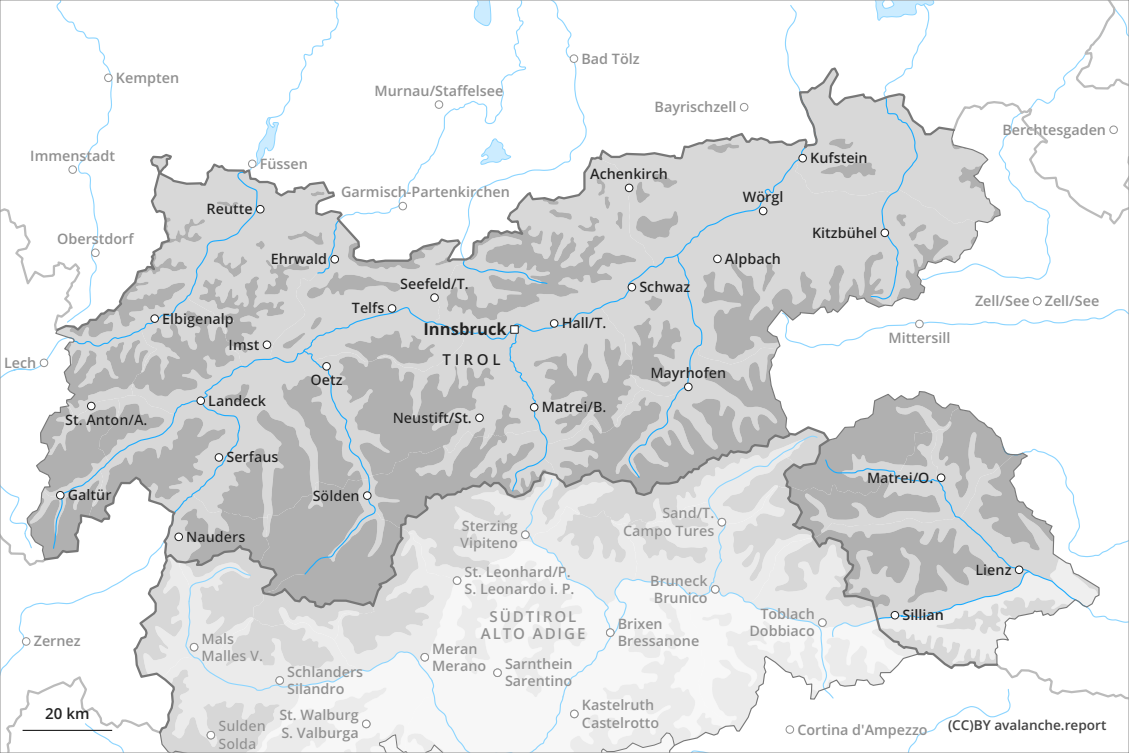 Kempten
Bad Tölz
Murnau/Staffelsee
Bayrischzell
Berchtesgaden
Immenstadt
Füssen
Kufstein
Achenkirch
Garmisch-Partenkirchen
Wörgl
Reutte
Kitzbühel
Oberstdorf
Ehrwald
Alpbach
Seefeld/T.
Schwaz
Zell/See
Zell/See
Telfs
Elbigenalp
Innsbruck
Hall/T.
Mittersill
Imst
TIROL
Lech
Oetz
Mayrhofen
Landeck
St. Anton/A.
Neustift/St.
Matrei/B.
Serfaus
Matrei/O.
Galtür
Sölden
Sand/T.
Campo Tures
Sterzing
Vipiteno
Nauders
St. Leonhard/P.
S. Leonardo i. P.
Lienz
Bruneck
Brunico
SÜDTIROL
ALTO ADIGE
Toblach
Dobbiaco
Sillian
Brixen
Bressanone
Zernez
Mals
Malles V.
Meran
Merano
Sarnthein
Sarentino
Schlanders
Silandro
St. Walburg
S. Valburga
Kastelruth
Castelrotto
20 km
Sulden
Solda
Cortina d'Ampezzo
(CC)BY avalanche.report